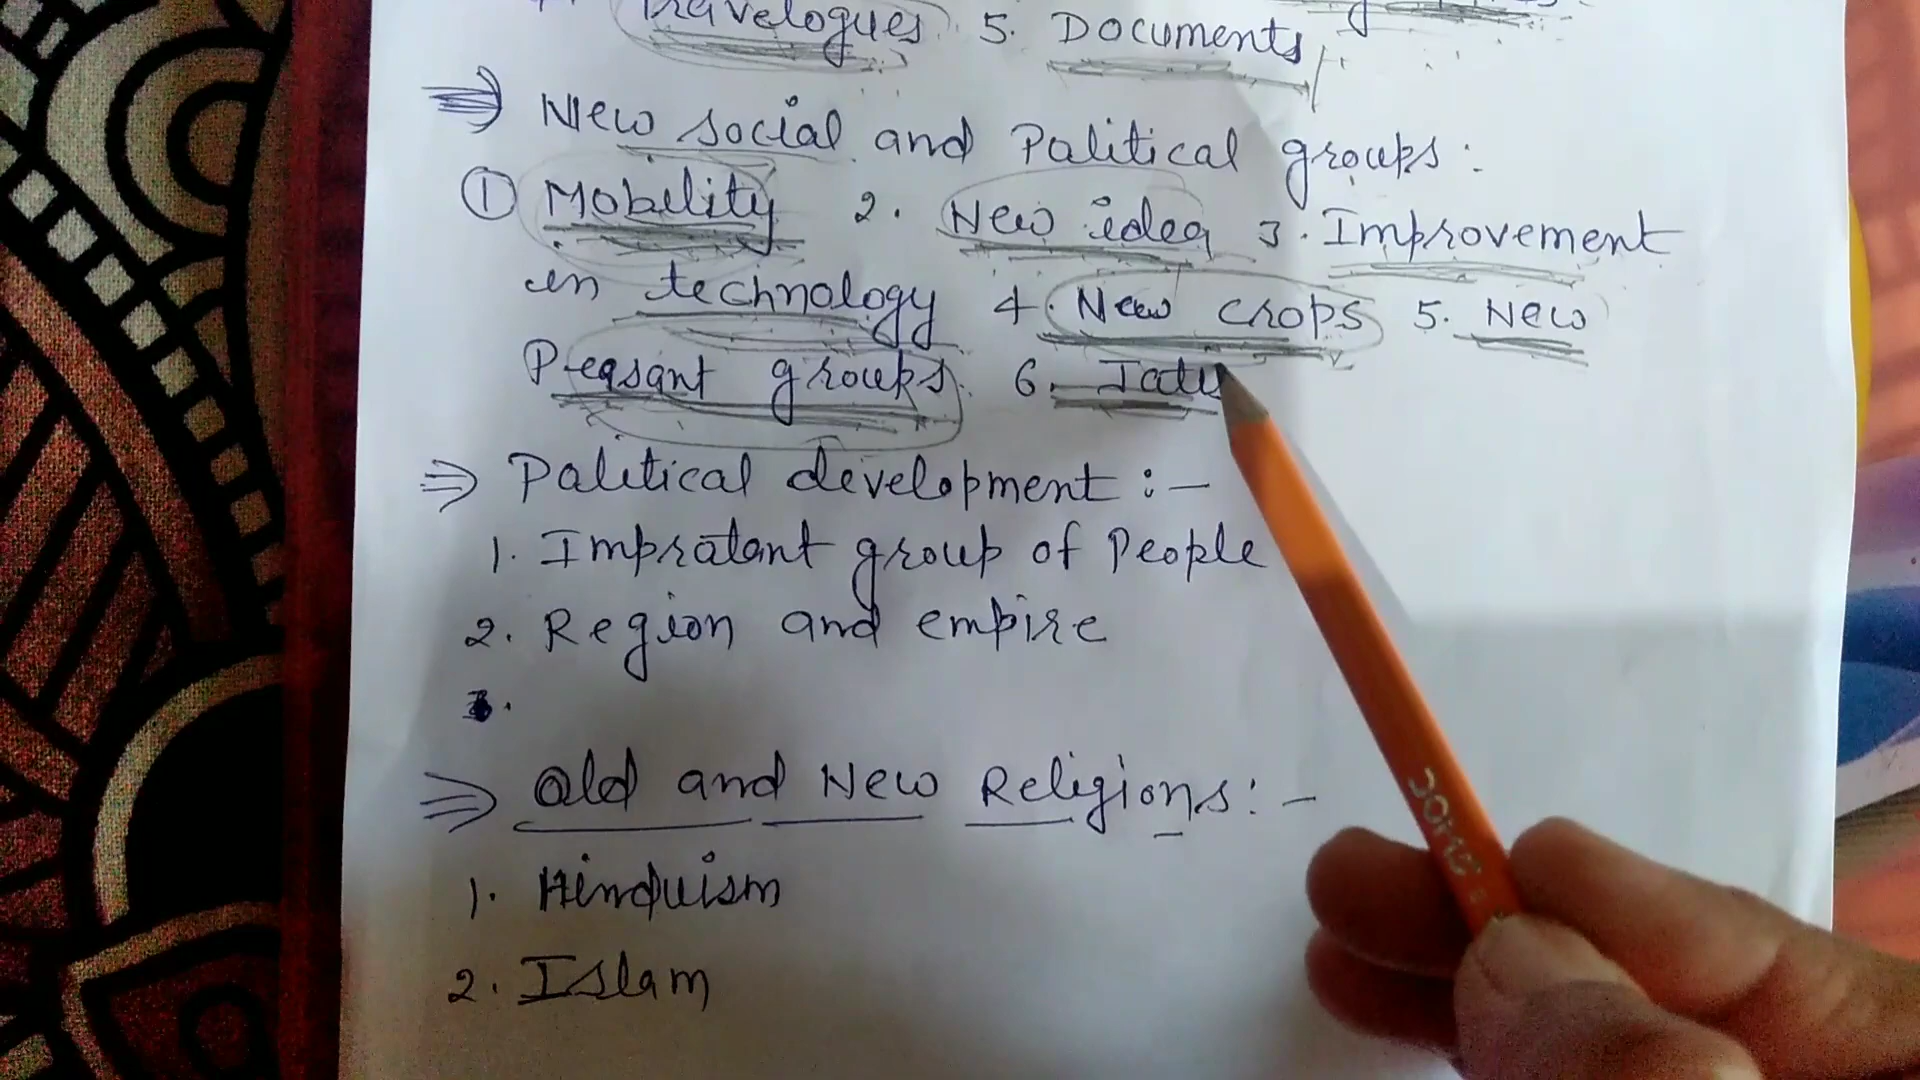 Travelogues 5. Documents
⇒ New social and Palitical groups:
① Mobility 2. New idea 3. Improvement
in technology 4. New crops 5. New
Peasant groups. 6.
⇒ Palitical development :-
1. Impratant group of People
2. Region and empire
3.
⇒ Old and New Religions:-
1. Hinduism
2. Islam
DOMS